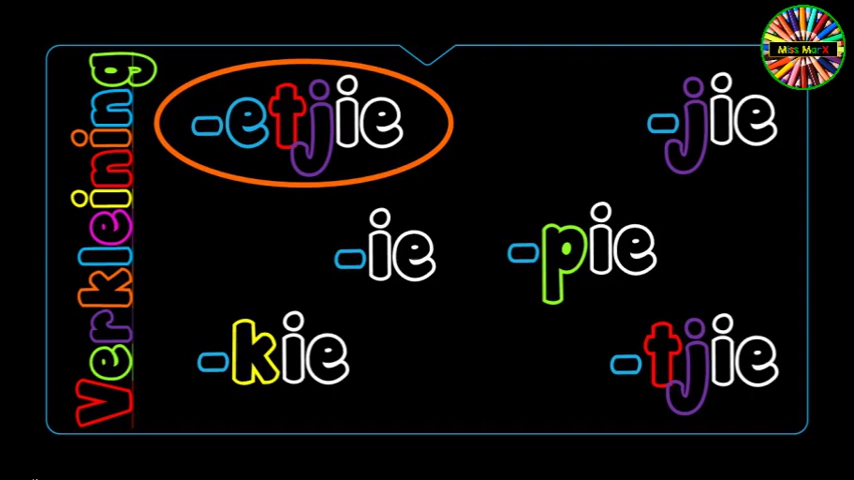 Miss MarX
Verkleining
-etjie
-jie
-ie
-pie
-kie
-tjie